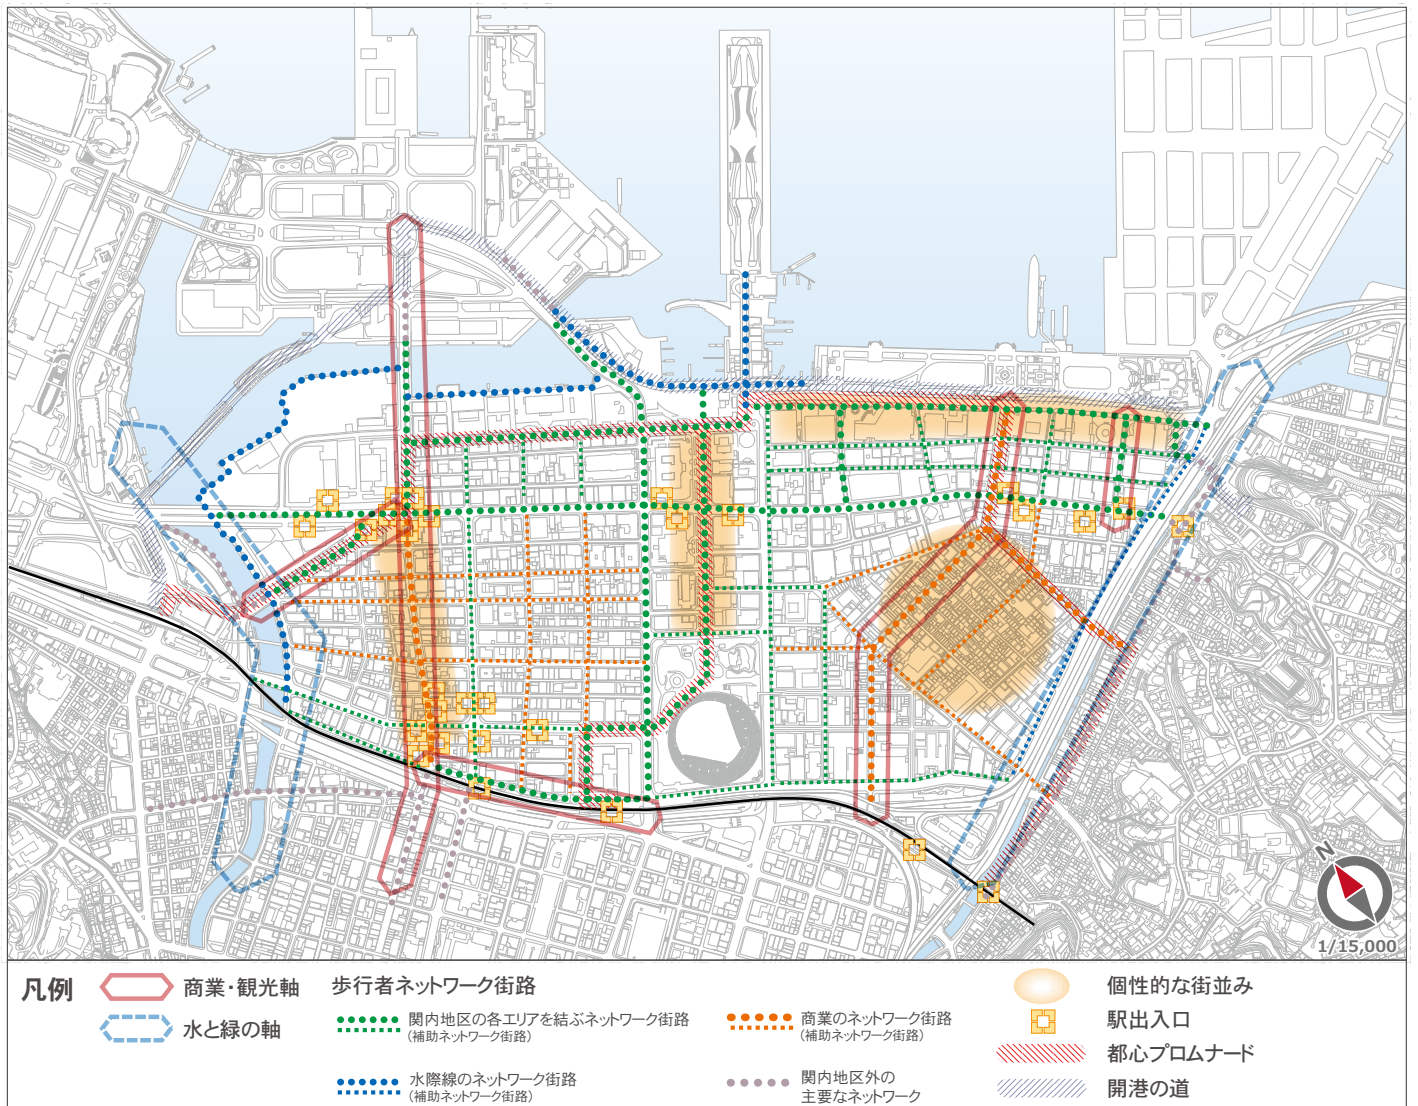 N
1/15,000
凡例
商業・観光軸
水と緑の軸
歩行者ネットワーク街路
関内地区の各エリアを結ぶネットワーク街路
(補助ネットワーク街路)
水際線のネットワーク街路
(補助ネットワーク街路)
商業のネットワーク街路
(補助ネットワーク街路)
関内地区外の
主要なネットワーク
個性的な街並み
駅出入口
都心プロムナード
開港の道